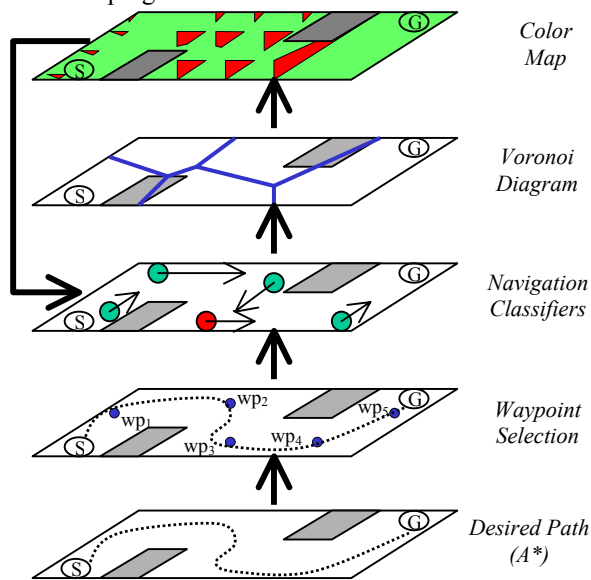 G
S
Color
Map
G
S
Voronoi
Diagram
G
S
Navigation
Classifiers
wp2
wp5 G
wp1
S
wp3 wp4
Waypoint
Selection
G
S
Desired Path
(A*)